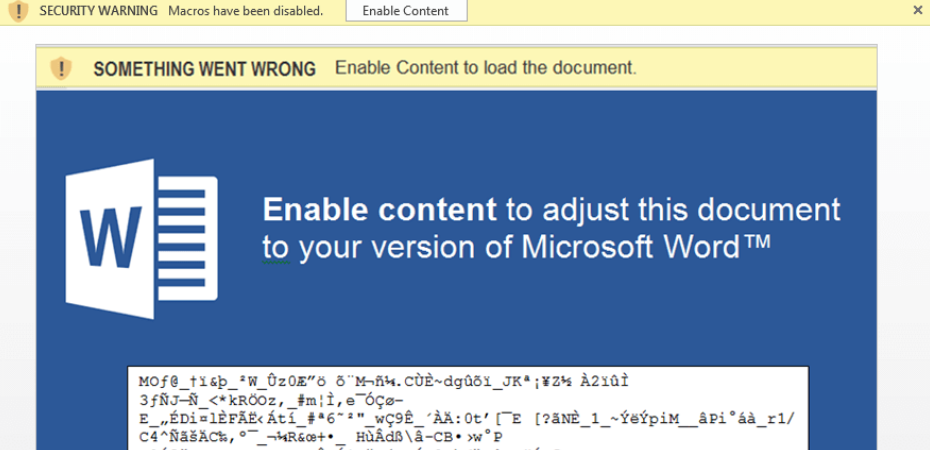 SECURITY WARNING Macros have been disabled. Enable Content
SOMETHING WENT WRONG Enable Content to load the document.
W
Enable content to adjust this document
to your version of Microsoft Word™
MOƒ@_†ï&þ_²W_Ûz0Æ"ö õ¨M¬ñ¼.CÙÈ~dgûõï_JKª¡¥Z½ À2ïûÌ
3ƒÑJ—Ñ_<*kRÖOz,_#m¦Ì,e¯ÓÇø-
E_„ÉDi¤lÈFÃË‹Átí_#ª6˜²"_wÇ9Ê_´ÀÄ:0t'[¯E [?ãNÈ_1_~ÝëÝpiM__âPi°áà_r1/
C4^ÑãšÄC‰,º¯_¬¼R&œ+•_ HùÂdß\â-CB•›w°P